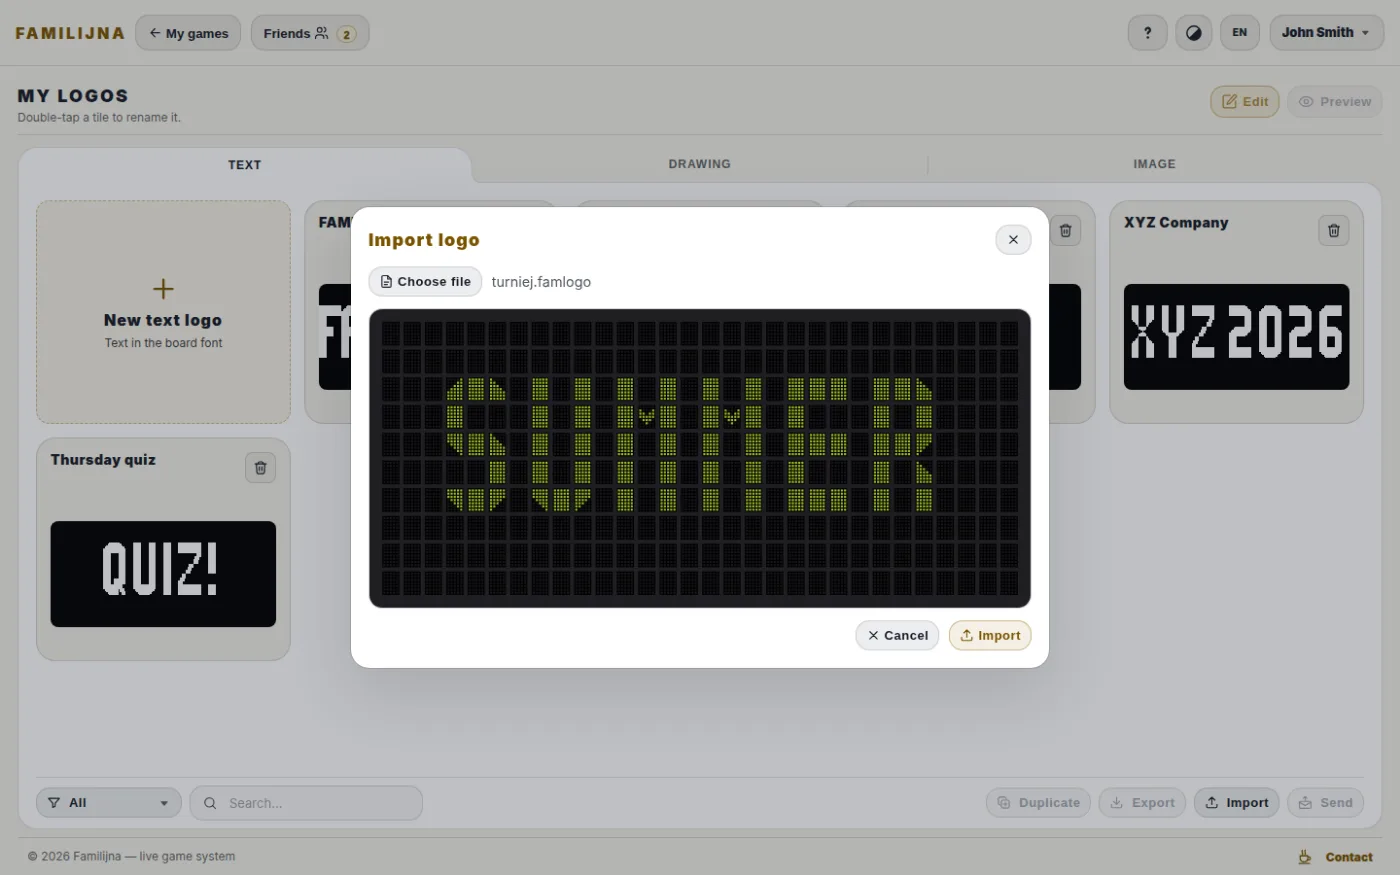 FAMILIJNA
My games
Friends 2
?
EN
John Smith
MY LOGOS
Double-tap a tile to rename it.
Edit
Preview
TEXT
DRAWING
IMAGE
New text logo
Text in the board font
XYZ Company
XYZ 2026
Thursday quiz
QUIZ!
Import logo
Choose file
turniej.famlogo
SUMMER
Cancel
Import
All
Search...
Duplicate
Export
Import
Send
© 2026 Familijna — live game system
Contact